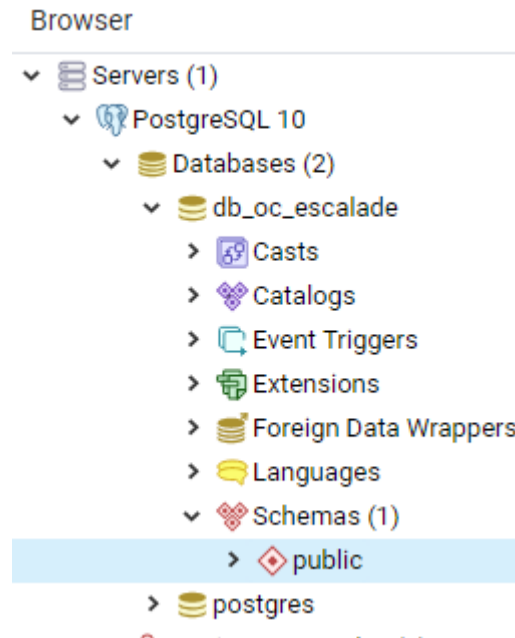 Browser
Servers (1)
PostgreSQL 10
Databases (2)
db_oc_escalade
Casts
Catalogs
Event Triggers
Extensions
Foreign Data Wrappers
Languages
Schemas (1)
public
postgres